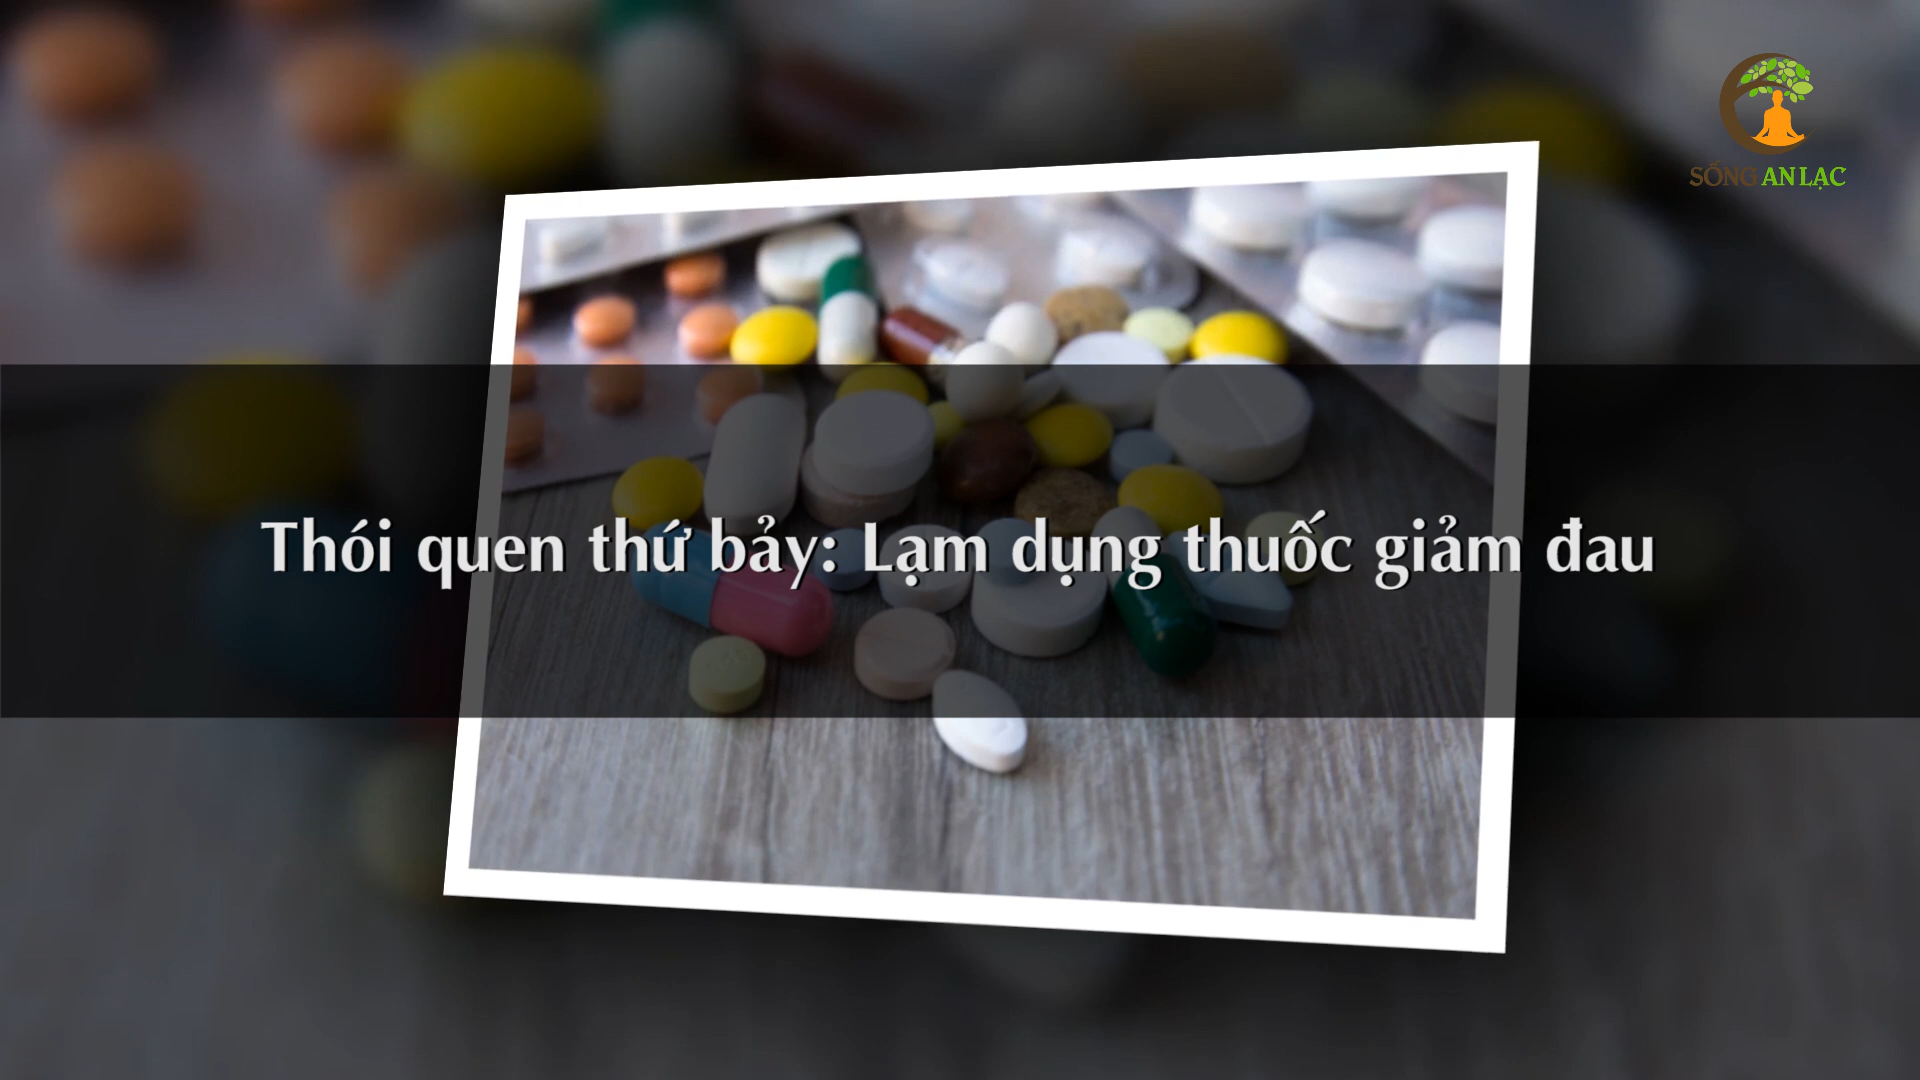 SỐNG AN LẠC
Thói quen thứ bảy: Lạm dụng thuốc giảm đau